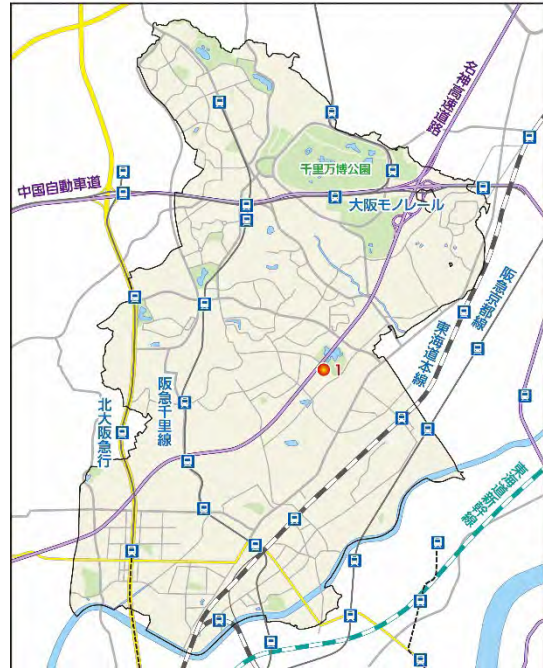 名神高速道路
千里万博公園
中国自動車道
大阪モノレール
阪急京都線
東海道本線
1
阪急千里線
北大阪急行
東海道新幹線